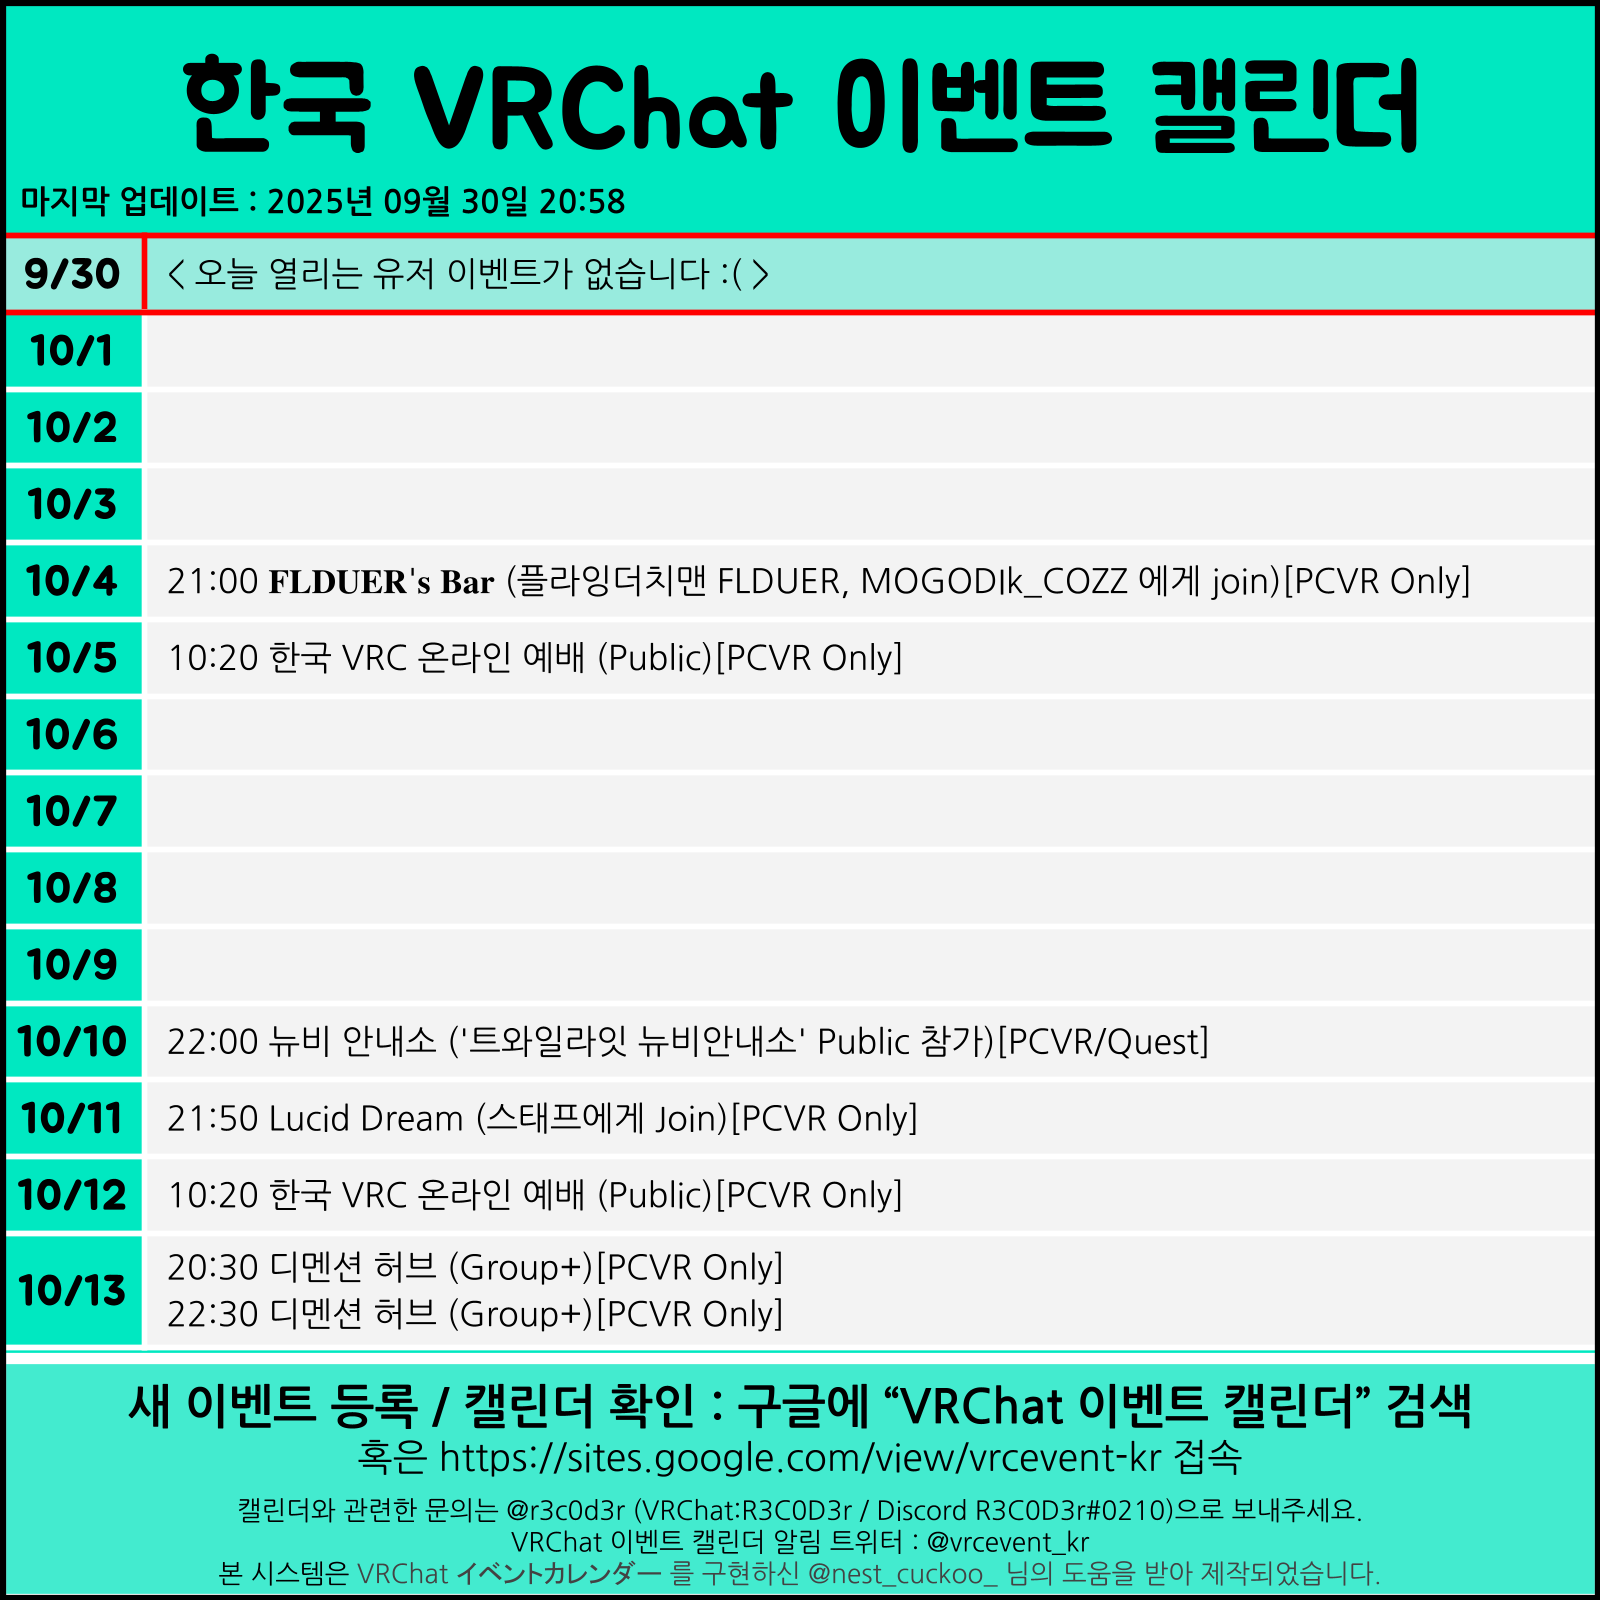 한국 VRChat 이벤트 캘린더
마지막 업데이트 : 2025년 09월 30일 20:58
9/30 < 오늘 열리는 유저 이벤트가 없습니다 :( >
10/1
10/2
10/3
10/4 21:00 FLDUER's Bar (플라잉더치맨 FLDUER, MOGODIk_COZZ 에게 join)[PCVR Only]
10/5 10:20 한국 VRC 온라인 예배 (Public)[PCVR Only]
10/6
10/7
10/8
10/9
10/10 22:00 뉴비 안내소 ('트와일라잇 뉴비안내소' Public 참가)[PCVR/Quest]
10/11 21:50 Lucid Dream (스태프에게 Join)[PCVR Only]
10/12 10:20 한국 VRC 온라인 예배 (Public)[PCVR Only]
10/13 20:30 디멘션 허브 (Group+)[PCVR Only]
22:30 디멘션 허브 (Group+)[PCVR Only]
새 이벤트 등록 / 캘린더 확인 : 구글에 “VRChat 이벤트 캘린더” 검색
혹은 https://sites.google.com/view/vrcevent-kr 접속
캘린더와 관련한 문의는 @r3c0d3r (VRChat:R3C0D3r / Discord R3C0D3r#0210)으로 보내주세요.
VRChat 이벤트 캘린더 알림 트위터 : @vrcevent_kr
본 시스템은 VRChat イベントカレンダー 를 구현하신 @nest_cuckoo_ 님의 도움을 받아 제작되었습니다.